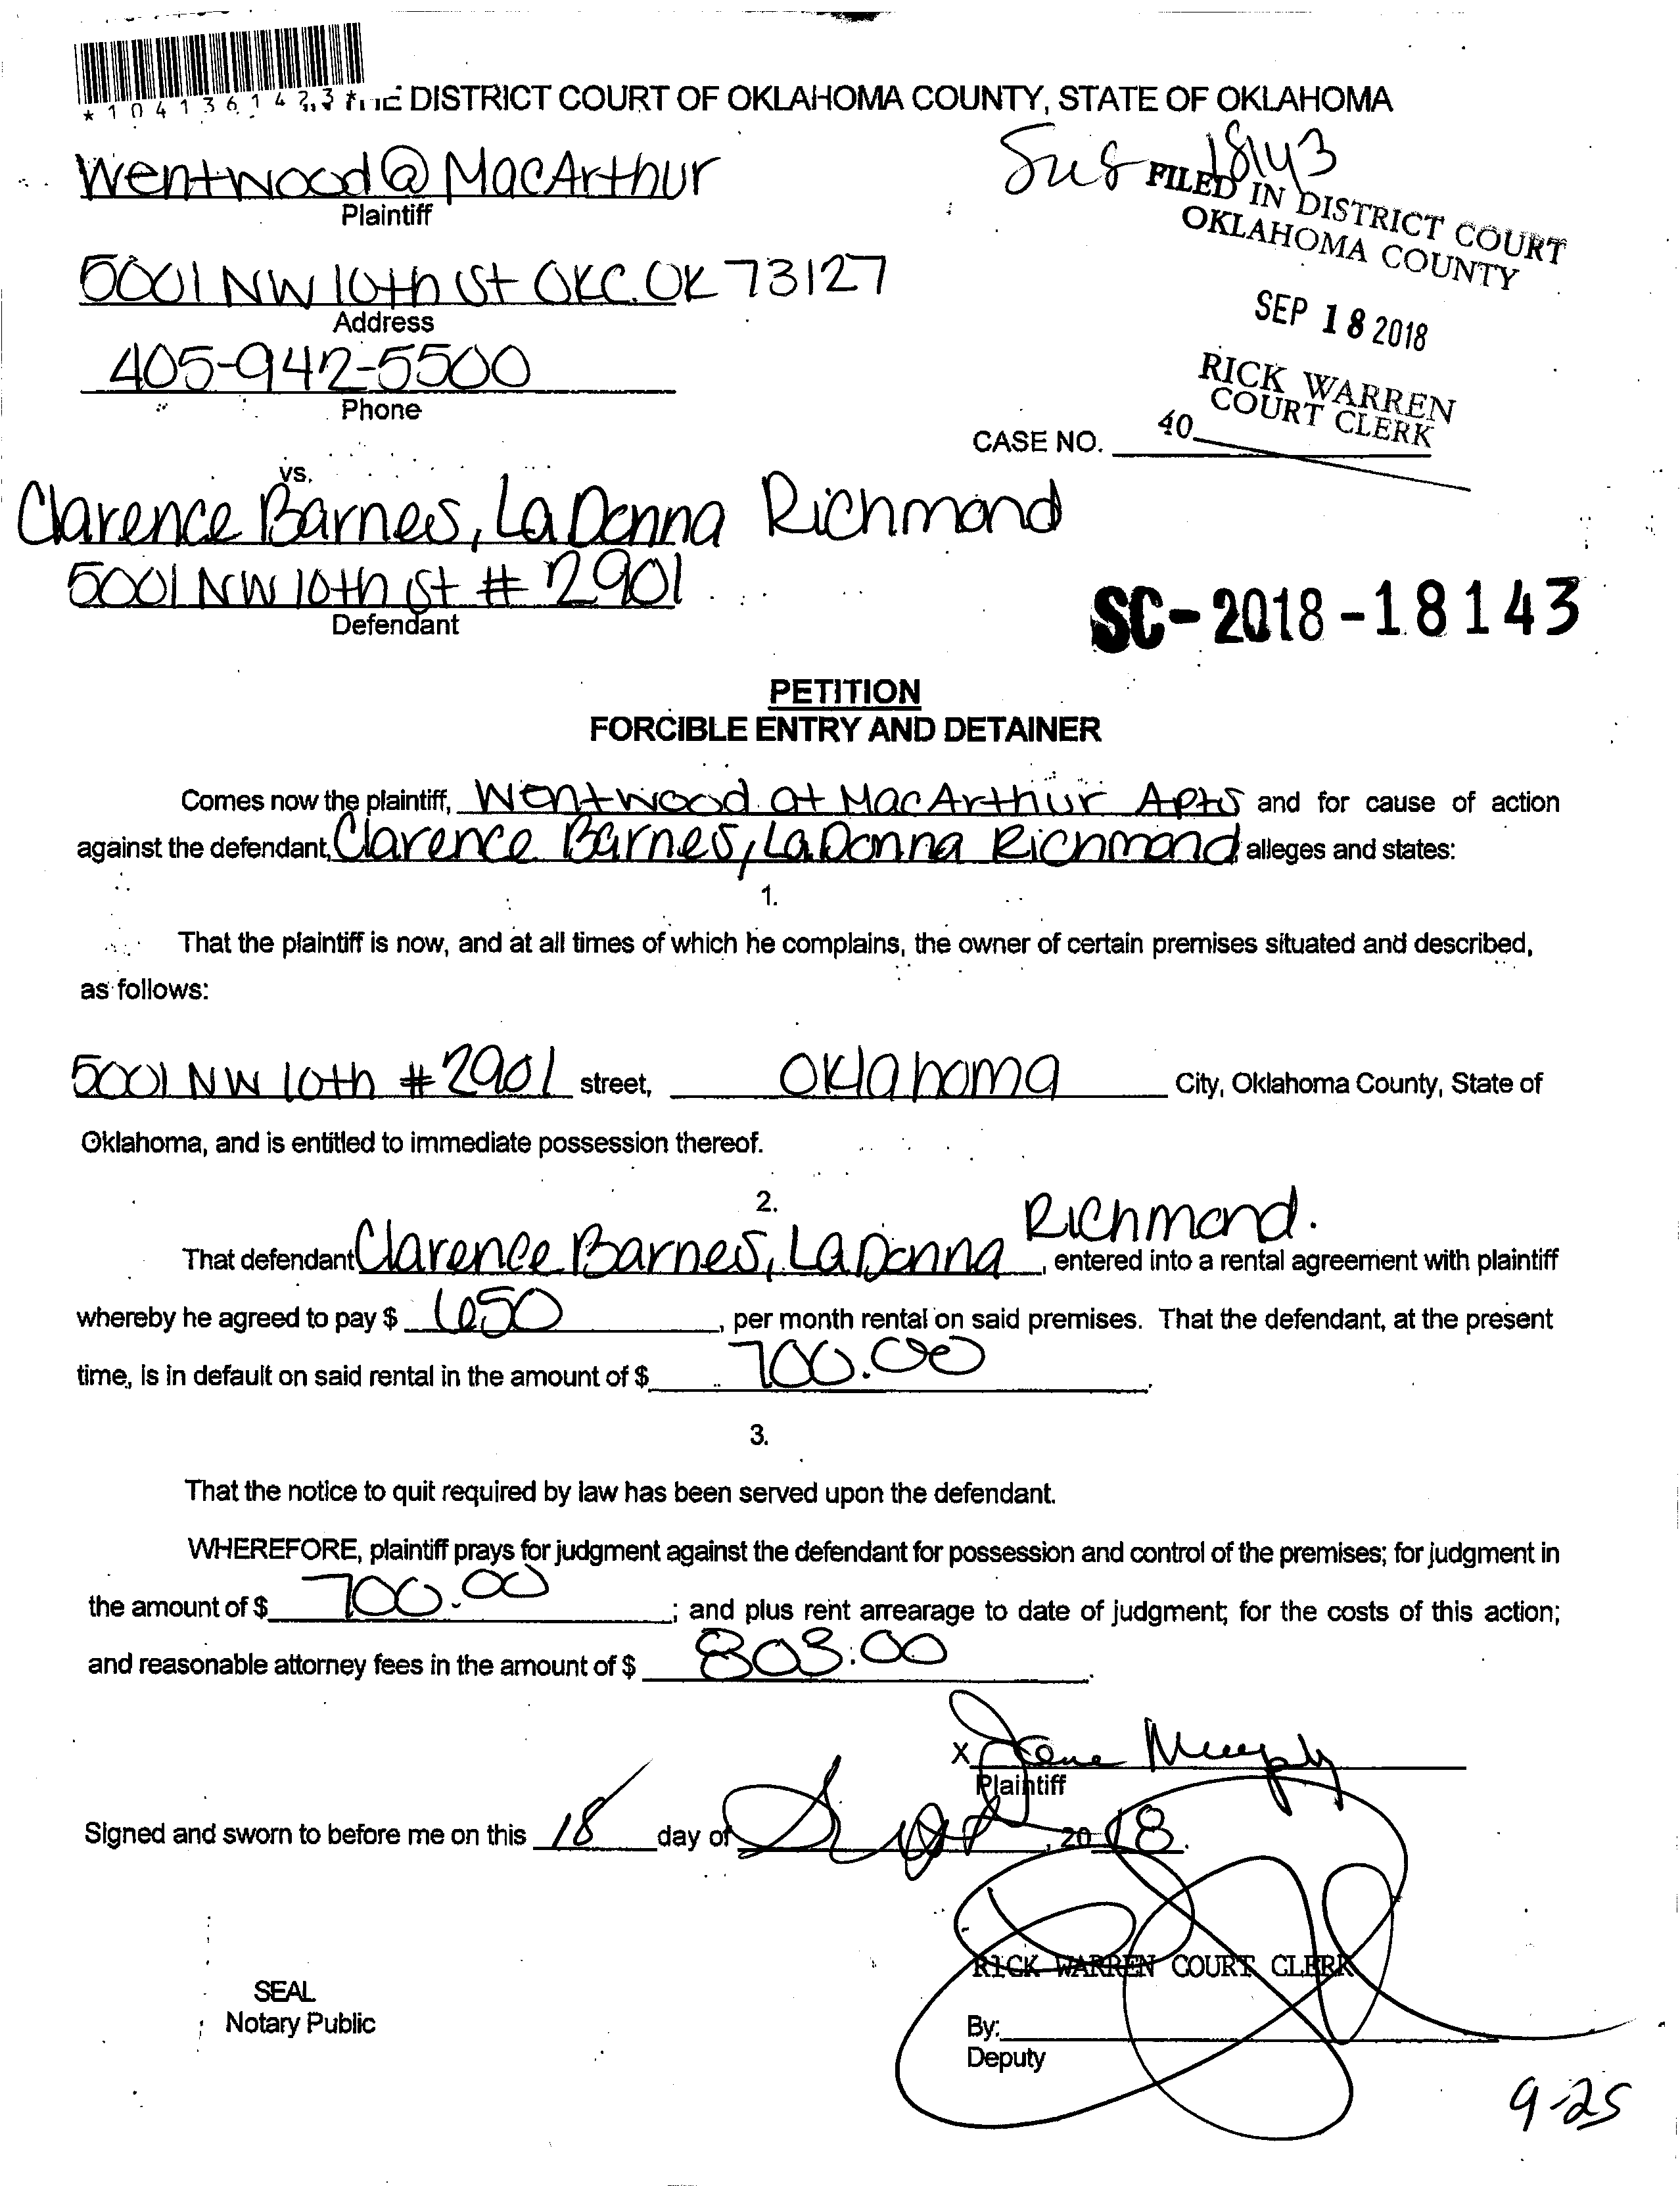 *1041361423*
THE DISTRICT COURT OF OKLAHOMA COUNTY, STATE OF OKLAHOMA
Wentwood @ MacArthur
Plaintiff
18143
FILED IN DISTRICT COURT
OKLAHOMA COUNTY
5001 NW 10th St OKC. OK 73127
Address
SEP 18 2018
405-942-5500
Phone
RICK WARREN
COURT CLERK
CASE NO.
40
vs.
Clarence Barnes, LaDonna Richmond
5001 NW 10th St # 2901
Defendant
SC-2018-18143
PETITION
FORCIBLE ENTRY AND DETAINER
Comes now the plaintiff, Wentwood at MacArthur Apts and for cause of action
against the defendant, Clarence Barnes, LaDonna Richmond alleges and states:
1.
That the plaintiff is now, and at all times of which he complains, the owner of certain premises situated and described,
as follows:
5001 NW 10th # 2901 street, Oklahoma City, Oklahoma County, State of
Oklahoma, and is entitled to immediate possession thereof.
2.
That defendant Clarence Barnes, LaDonna Richmond. , entered into a rental agreement with plaintiff
whereby he agreed to pay $ 650 , per month rental on said premises. That the defendant, at the present
time, is in default on said rental in the amount of $ 700.00 .
3.
That the notice to quit required by law has been served upon the defendant.
WHEREFORE, plaintiff prays for judgment against the defendant for possession and control of the premises; for judgment in
the amount of $ 700.00 ; and plus rent arrearage to date of judgment; for the costs of this action;
and reasonable attorney fees in the amount of $ 803.00 .
X Murphy
Plaintiff
Signed and sworn to before me on this 18 day of Sept , 20 18 .
RICK WARREN COURT CLERK
SEAL
Notary Public
By:
Deputy
9-25